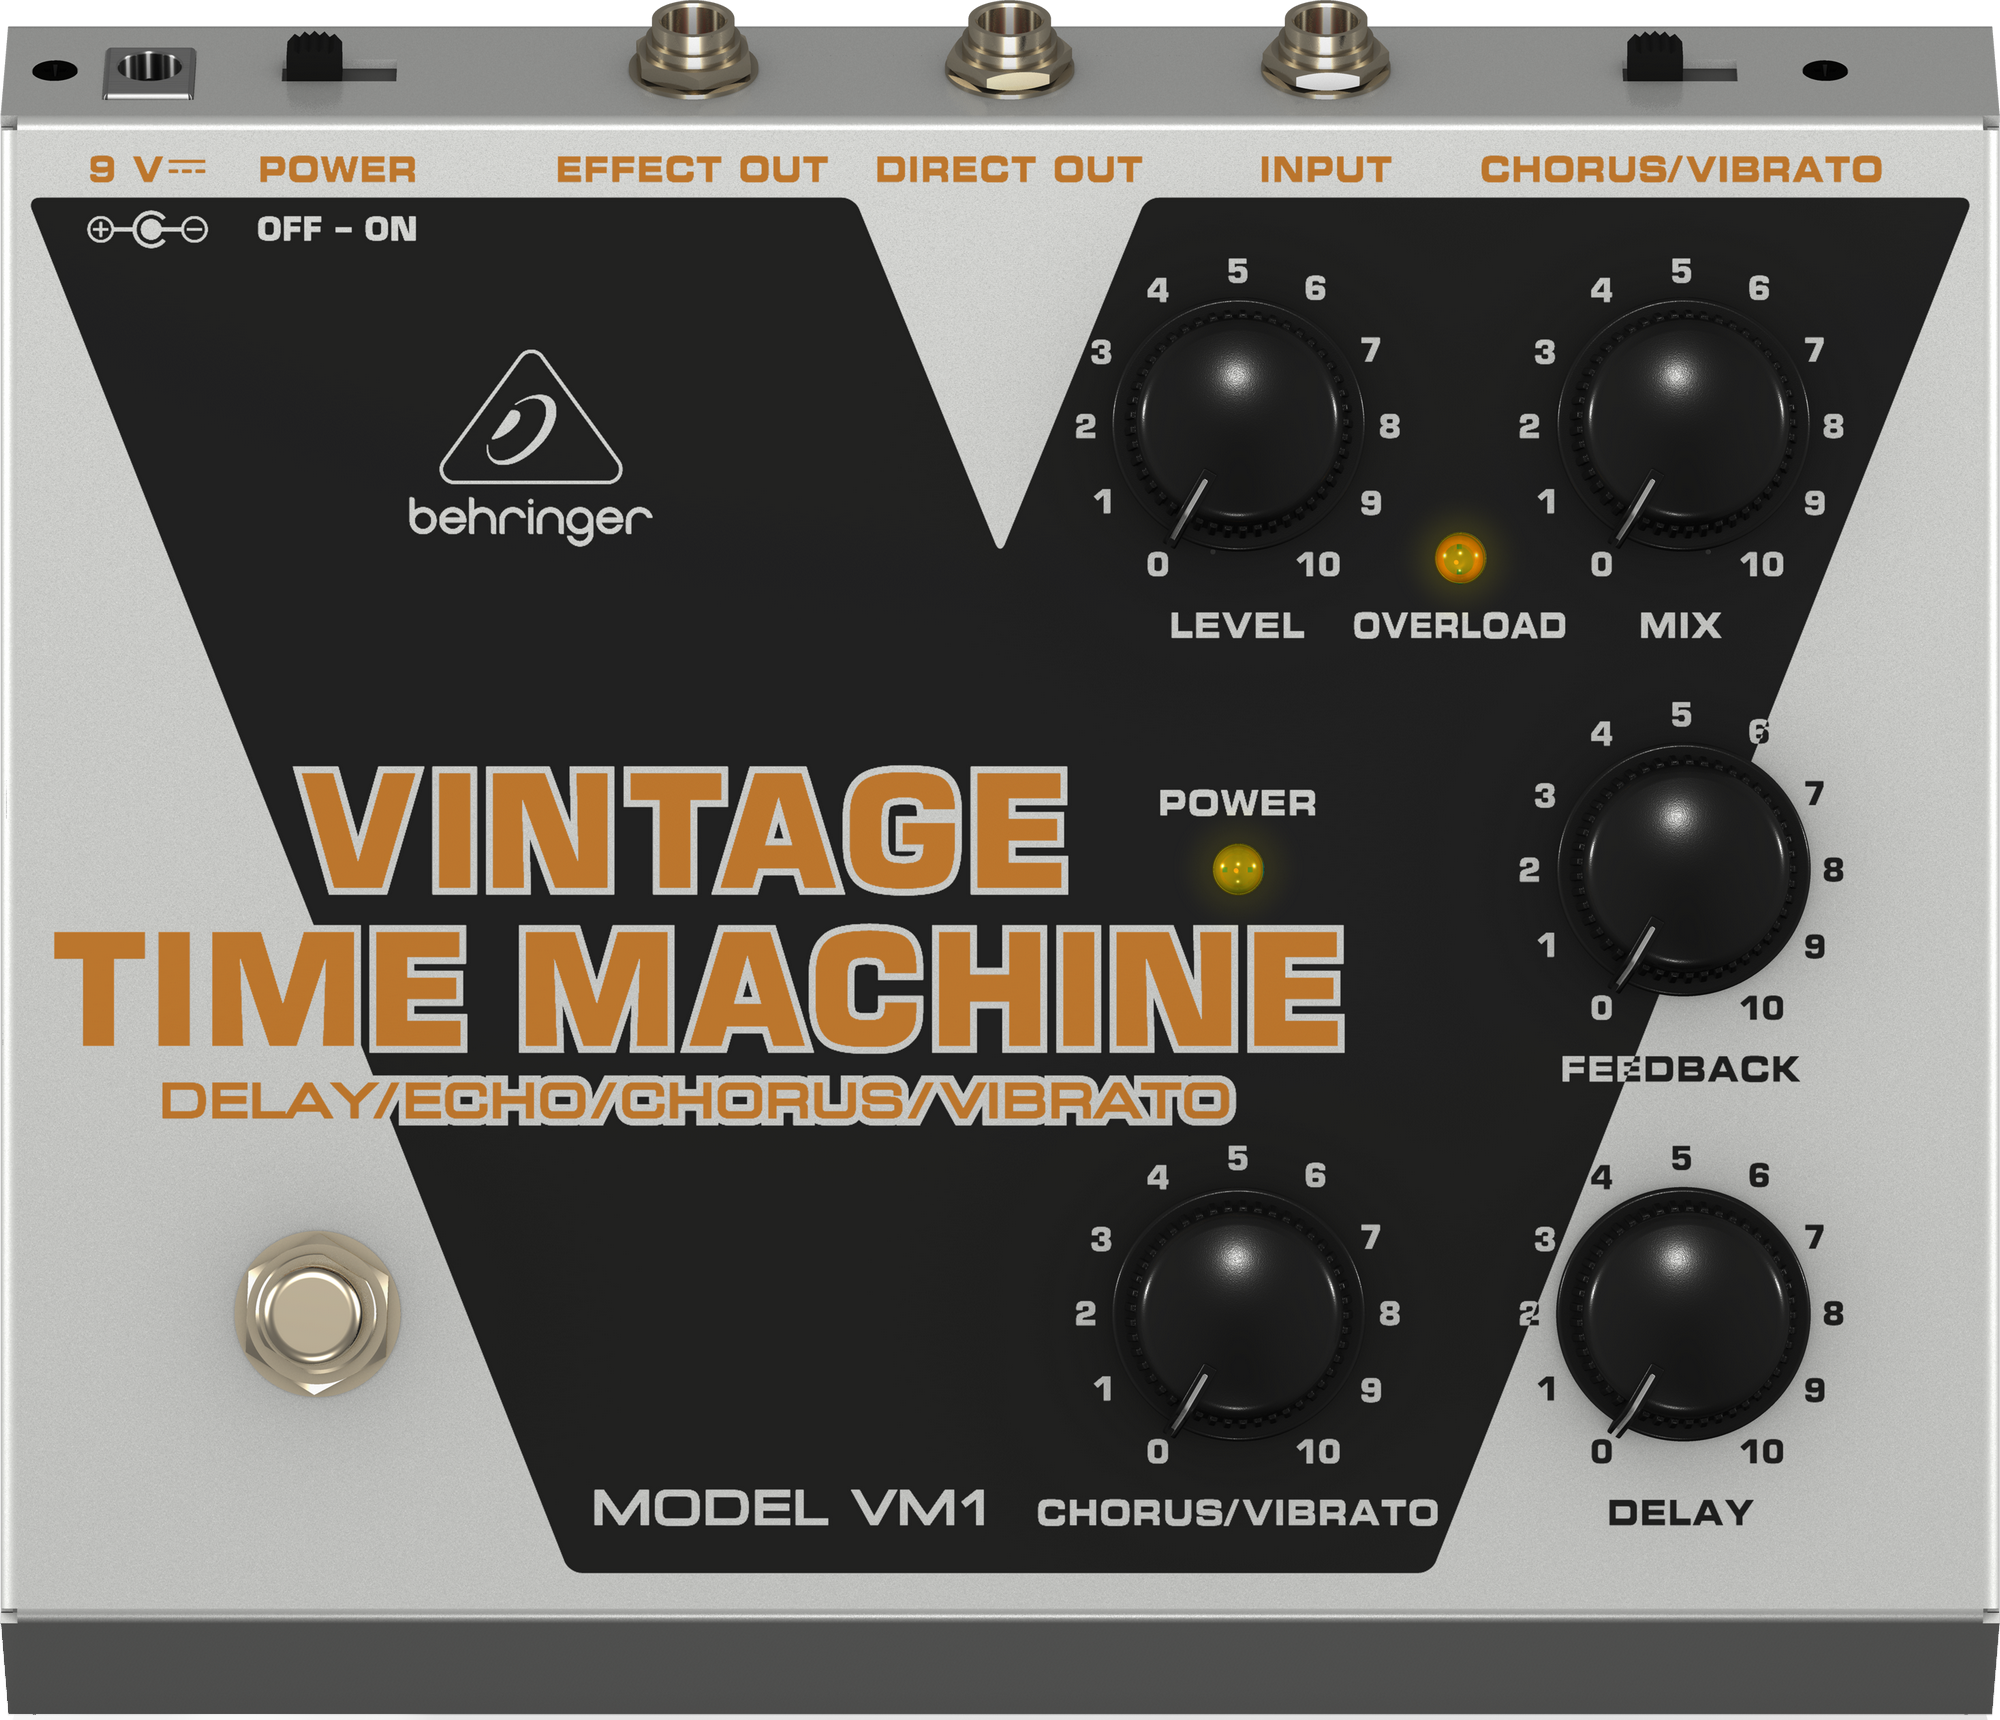 9 V POWER EFFECT OUT DIRECT OUT INPUT CHORUS/VIBRATO
+ − OFF – ON
behringer
0 1 2 3 4 5 6 7 8 9 10
LEVEL
OVERLOAD
0 1 2 3 4 5 6 7 8 9 10
MIX
VINTAGE
TIME MACHINE
DELAY/ECHO/CHORUS/VIBRATO
POWER
0 1 2 3 4 5 6 7 8 9 10
FEEDBACK
MODEL VM1
0 1 2 3 4 5 6 7 8 9 10
CHORUS/VIBRATO
0 1 2 3 4 5 6 7 8 9 10
DELAY